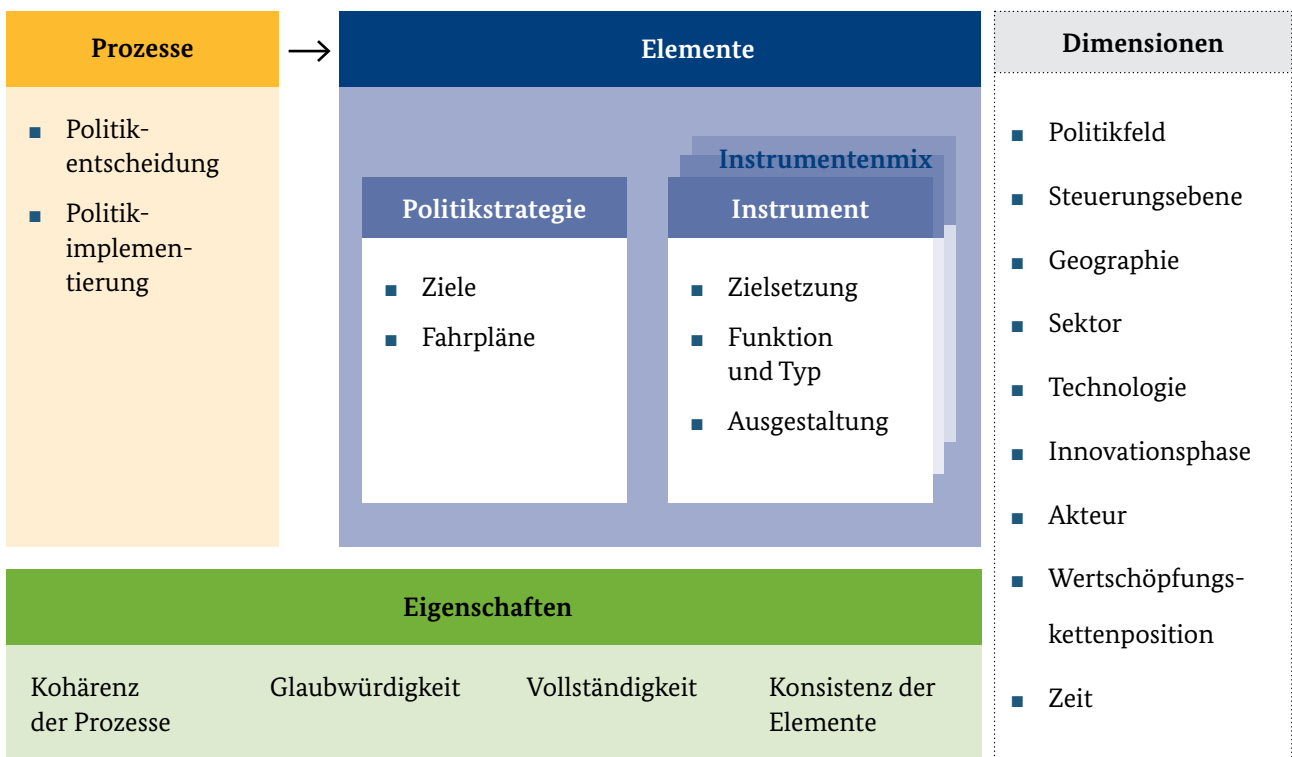 Prozesse
Politik-
entscheidung
Politik-
implemen-
tierung
Elemente
Politikstrategie
Ziele
Fahrpläne
Instrumentenmix
Instrument
Zielsetzung
Funktion
und Typ
Ausgestaltung
Eigenschaften
Kohärenz
der Prozesse
Glaubwürdigkeit
Vollständigkeit
Konsistenz der
Elemente
Dimensionen
Politikfeld
Steuerungsebene
Geographie
Sektor
Technologie
Innovationsphase
Akteur
Wertschöpfungs-
kettenposition
Zeit